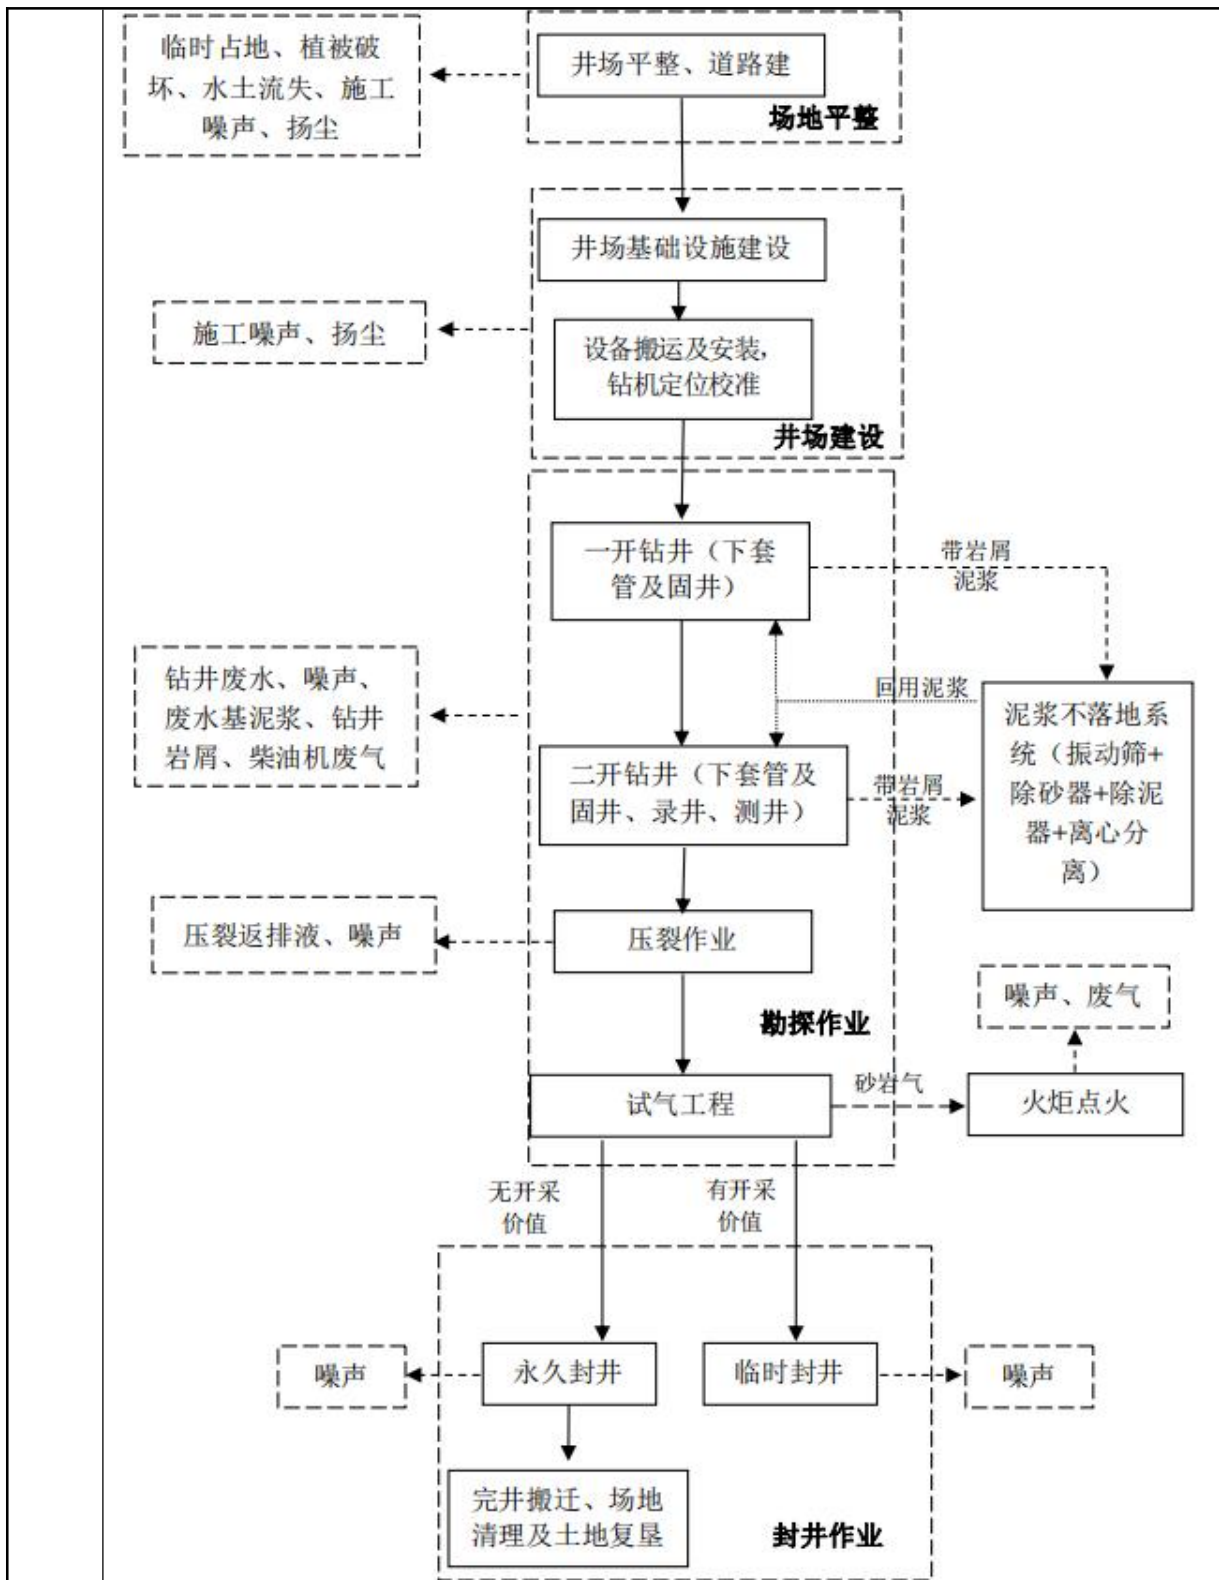 临时占地、植被破
坏、水土流失、施工
噪声、扬尘
井场平整、道路建
场地平整
井场基础设施建设
施工噪声、扬尘
设备搬运及安装，
钻机定位校准
井场建设
一开钻井（下套
管及固井）
带岩屑
泥浆
钻井废水、噪声、
废水基泥浆、钻井
岩屑、柴油机废气
回用泥浆
泥浆不落地系
统（振动筛+
除砂器+除泥
器+离心分
离）
二开钻井（下套管及
固井、录井、测井）
带岩屑
泥浆
压裂返排液、噪声
压裂作业
噪声、废气
勘探作业
试气工程
砂岩气
火炬点火
无开采
价值
有开采
价值
噪声
永久封井
临时封井
噪声
完井搬迁、场地
清理及土地复垦
封井作业